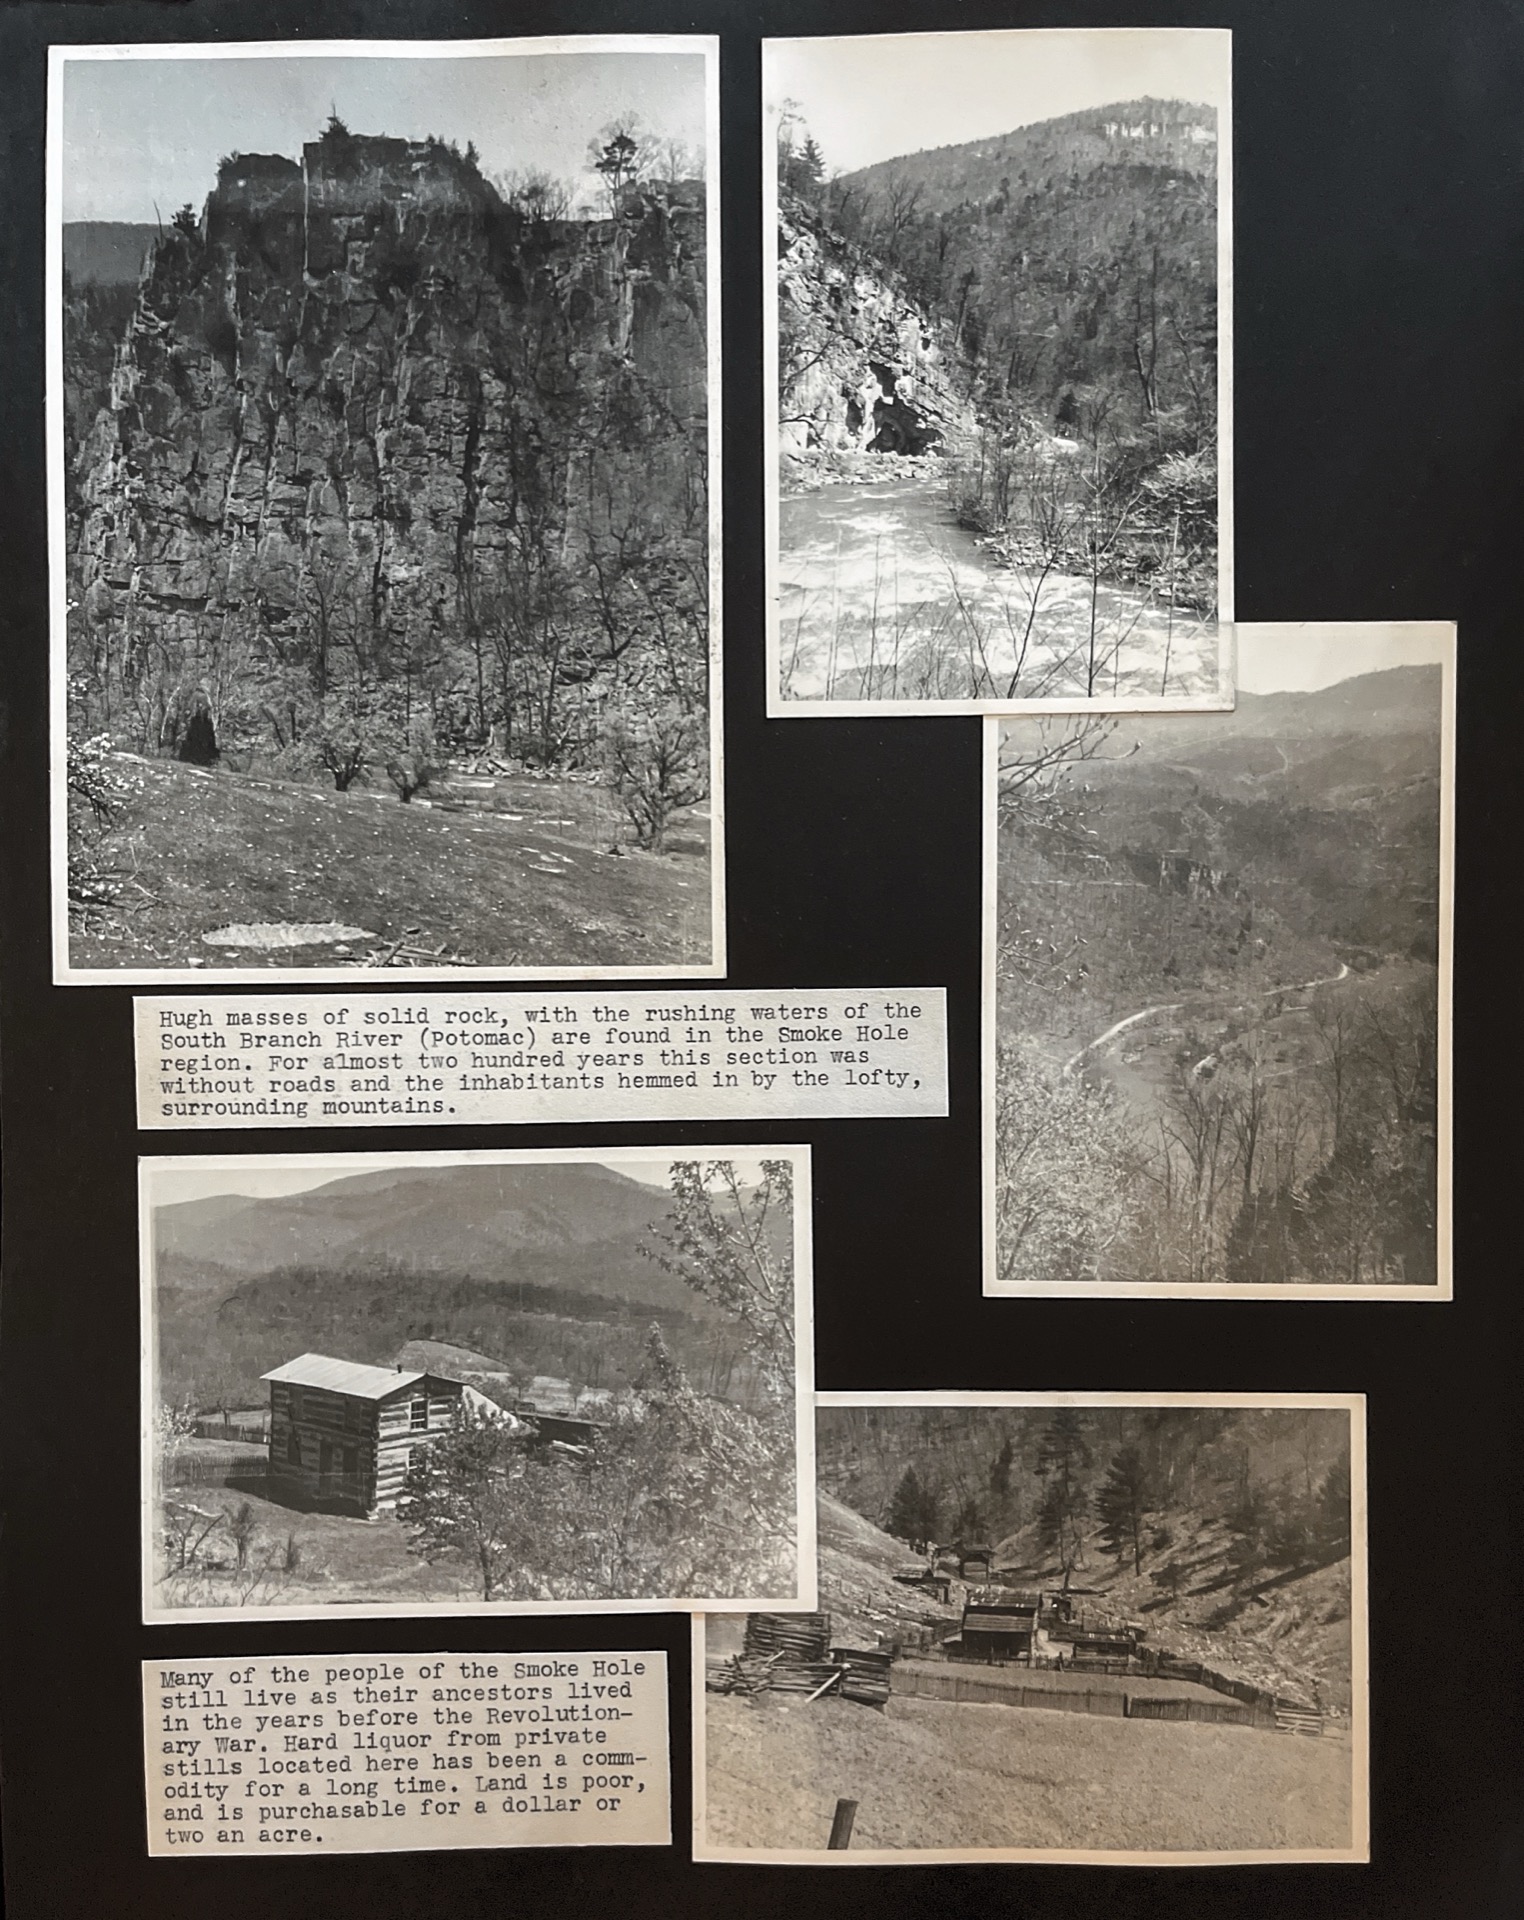 Hugh masses of solid rock, with the rushing waters of the
South Branch River (Potomac) are found in the Smoke Hole
region. For almost two hundred years this section was
without roads and the inhabitants hemmed in by the lofty,
surrounding mountains.
Many of the people of the Smoke Hole
still live as their ancestors lived
in the years before the Revolution-
ary War. Hard liquor from private
stills located here has been a comm-
odity for a long time. Land is poor,
and is purchasable for a dollar or
two an acre.